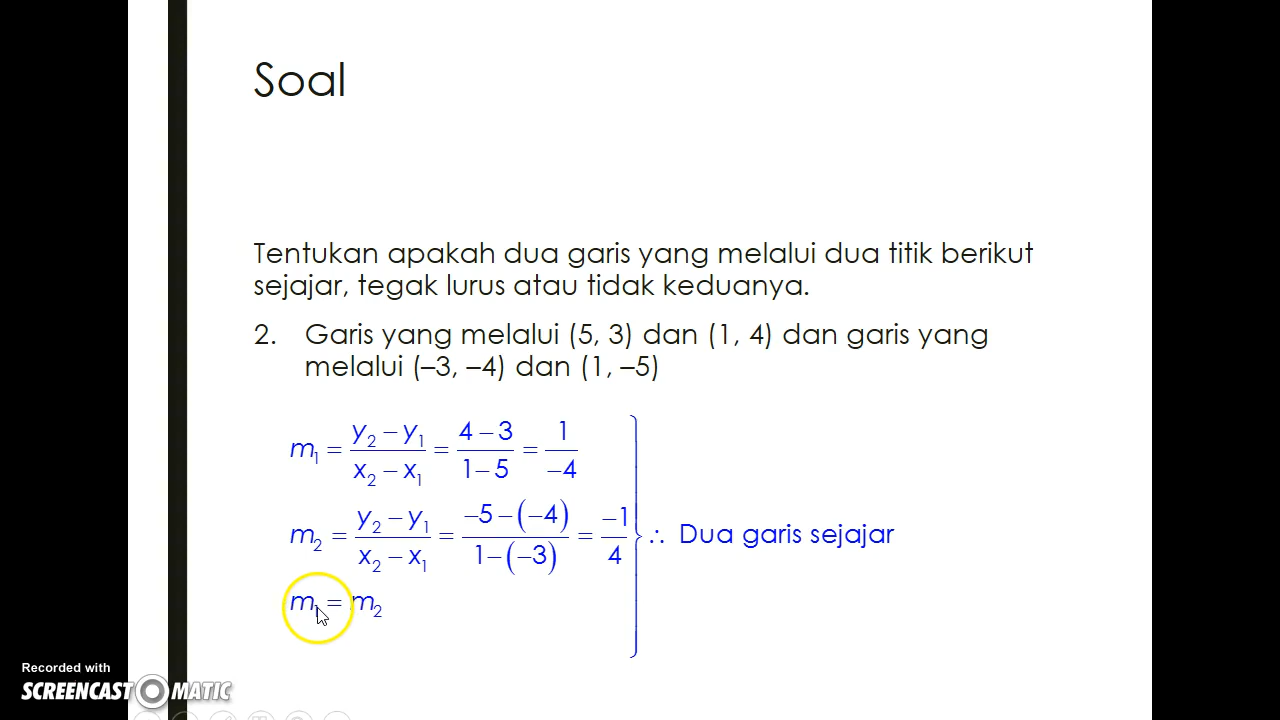 Soal
Tentukan apakah dua garis yang melalui dua titik berikut
sejajar, tegak lurus atau tidak keduanya.
2. Garis yang melalui (5, 3) dan (1, 4) dan garis yang
melalui (–3, –4) dan (1, –5)
m₁ = (y₂ – y₁)/(x₂ – x₁) = (4 – 3)/(1 – 5) = 1/(–4)
m₂ = (y₂ – y₁)/(x₂ – x₁) = (–5 – (–4))/(1 – (–3)) = (–1)/4
∴ Dua garis sejajar
m₁ = m₂
Recorded with
SCREENCAST MATIC